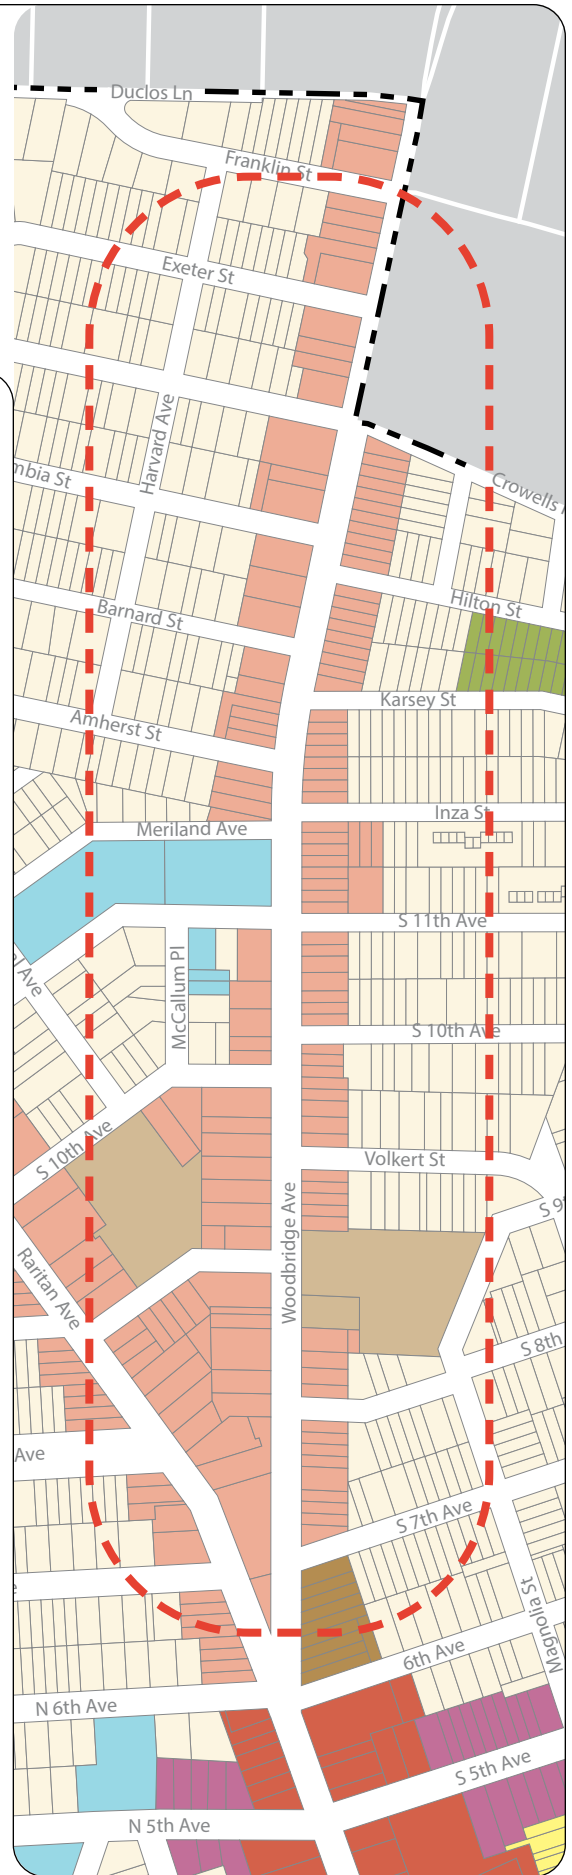 Duclos Ln
Franklin St
Exeter St
Harvard Ave
mbia St
Crowells
Hilton St
Barnard St
Karsey St
Amherst St
Inza St
Meriland Ave
S 11th Ave
McCallum Pl
l Ave
S 10th Ave
S 10th Ave
Volkert St
Woodbridge Ave
S 9
Raritan Ave
S 8th
Ave
S 7th Ave
Magnolia St
6th Ave
N 6th Ave
S 5th Ave
N 5th Ave